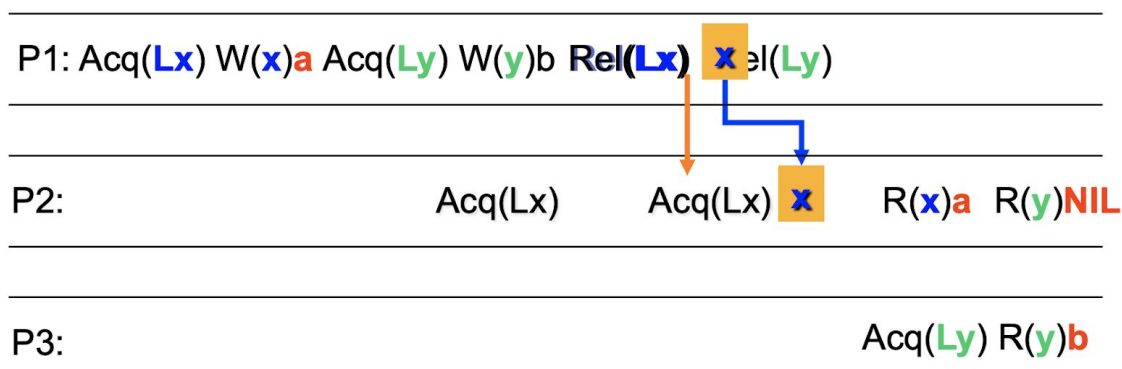 P1: Acq(Lx) W(x)a Acq(Ly) W(y)b Rel(Lx) x el(Ly)
P2: Acq(Lx) Acq(Lx) x R(x)a R(y)NIL
P3: Acq(Ly) R(y)b